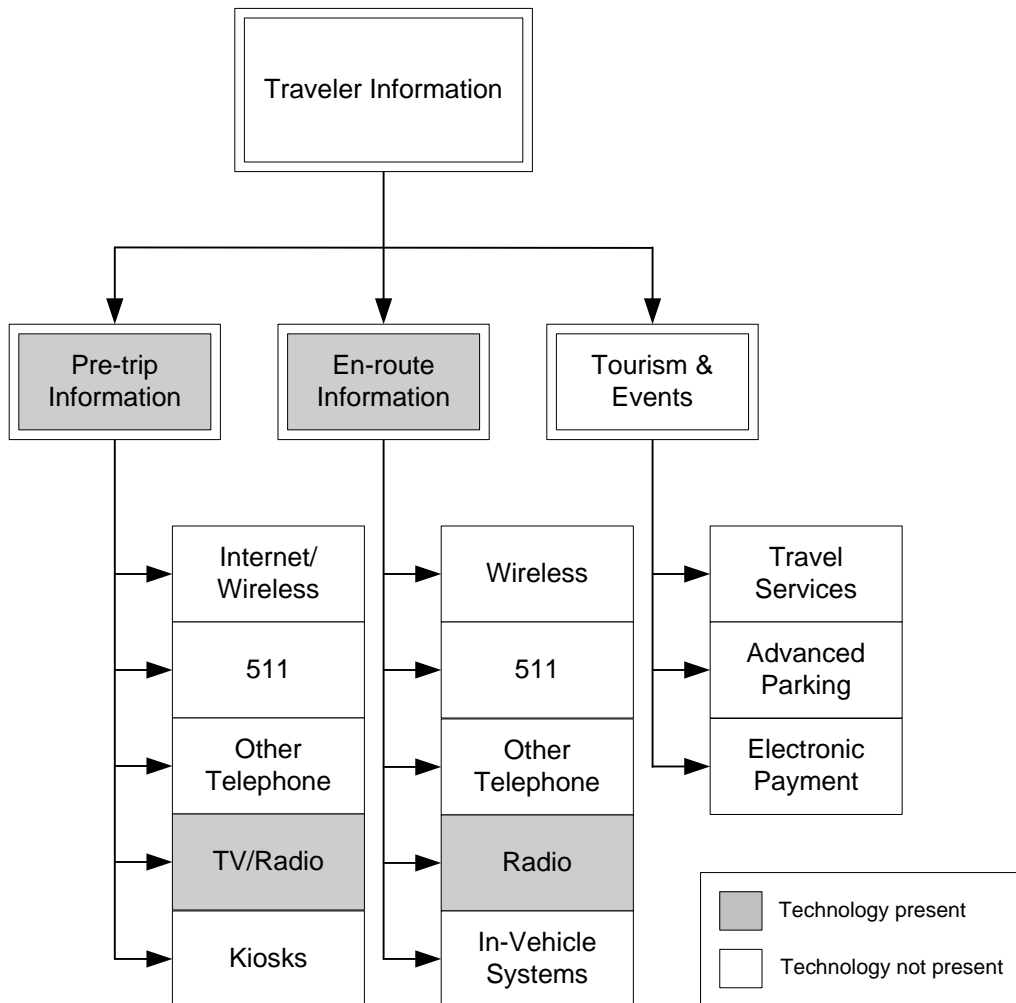 Traveler Information
Pre-trip
Information
En-route
Information
Tourism &
Events
Internet/
Wireless
511
Other
Telephone
TV/Radio
Kiosks
Wireless
511
Other
Telephone
Radio
In-Vehicle
Systems
Travel
Services
Advanced
Parking
Electronic
Payment
Technology present
Technology not present